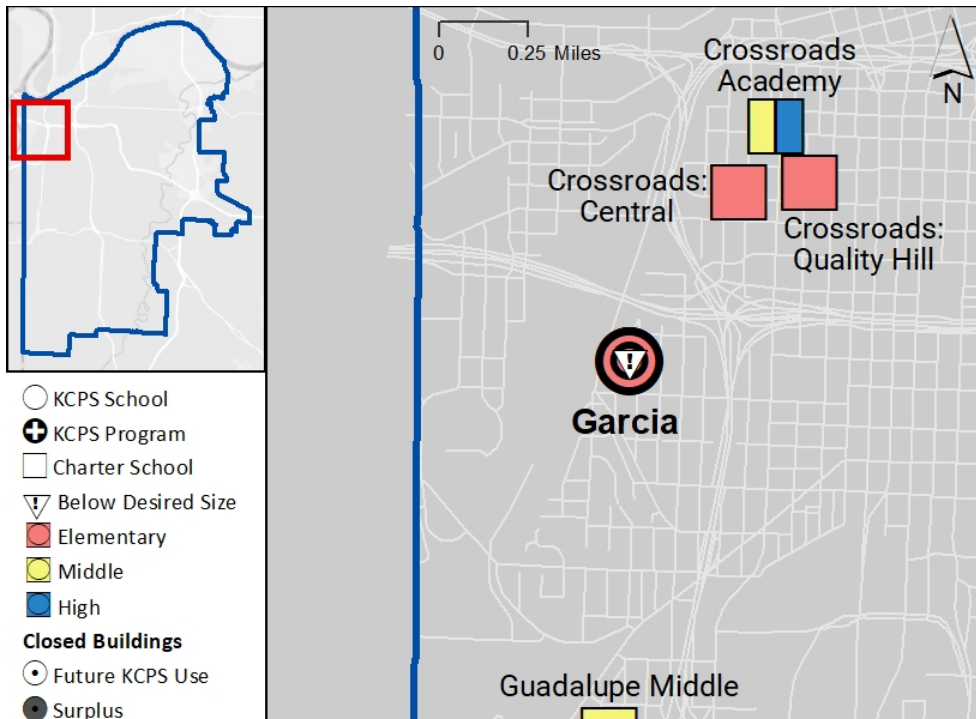 0
0.25 Miles
N
Crossroads
Academy
Crossroads:
Central
Crossroads:
Quality Hill
!
Garcia
Guadalupe Middle
KCPS School
KCPS Program
Charter School
! Below Desired Size
Elementary
Middle
High
Closed Buildings
Future KCPS Use
Surplus